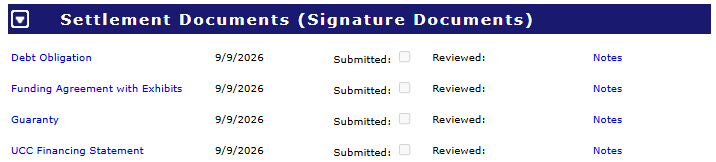 Settlement Documents (Signature Documents)
Debt Obligation 9/9/2026 Submitted: Reviewed: Notes
Funding Agreement with Exhibits 9/9/2026 Submitted: Reviewed: Notes
Guaranty 9/9/2026 Submitted: Reviewed: Notes
UCC Financing Statement 9/9/2026 Submitted: Reviewed: Notes